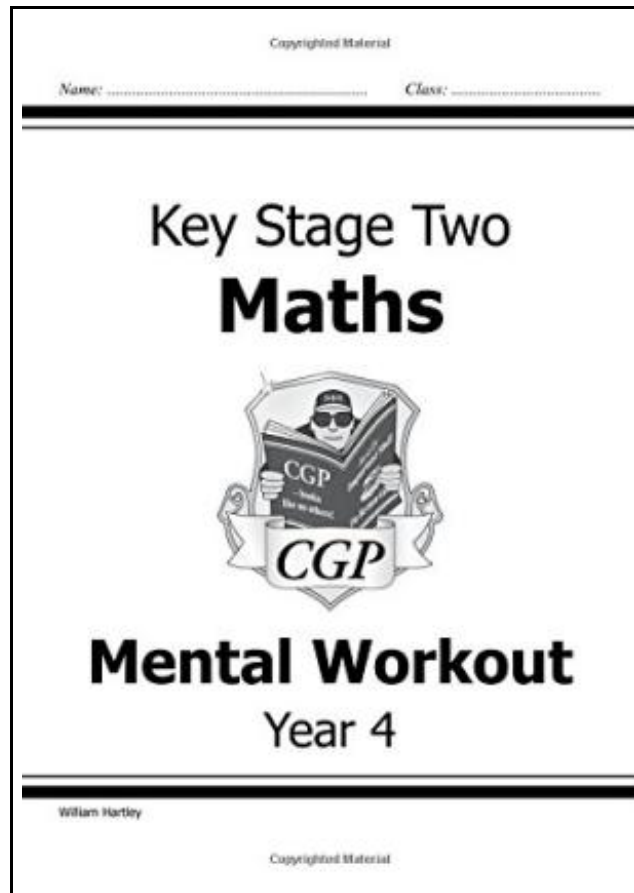 Copyrighted Material
Name: ........................................................ Class: ................................
Key Stage Two
Maths
CGP
CGP
Mental Workout
Year 4
William Hartley
Copyrighted Material